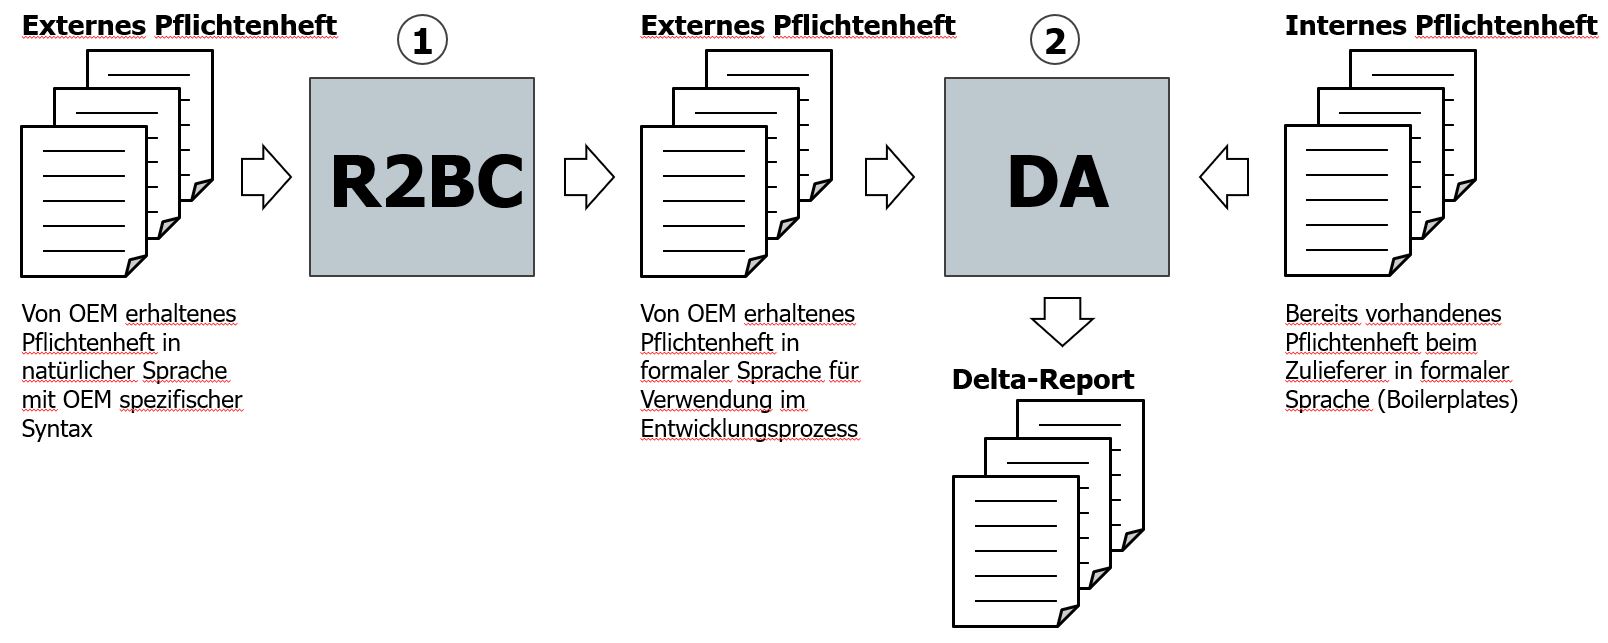 Externes Pflichtenheft
1
R2BC
Von OEM erhaltenes
Pflichtenheft in
natürlicher Sprache
mit OEM spezifischer
Syntax
Externes Pflichtenheft
Von OEM erhaltenes
Pflichtenheft in
formaler Sprache für
Verwendung im
Entwicklungsprozess
2
DA
Delta-Report
Internes Pflichtenheft
Bereits vorhandenes
Pflichtenheft beim
Zulieferer in formaler
Sprache (Boilerplates)